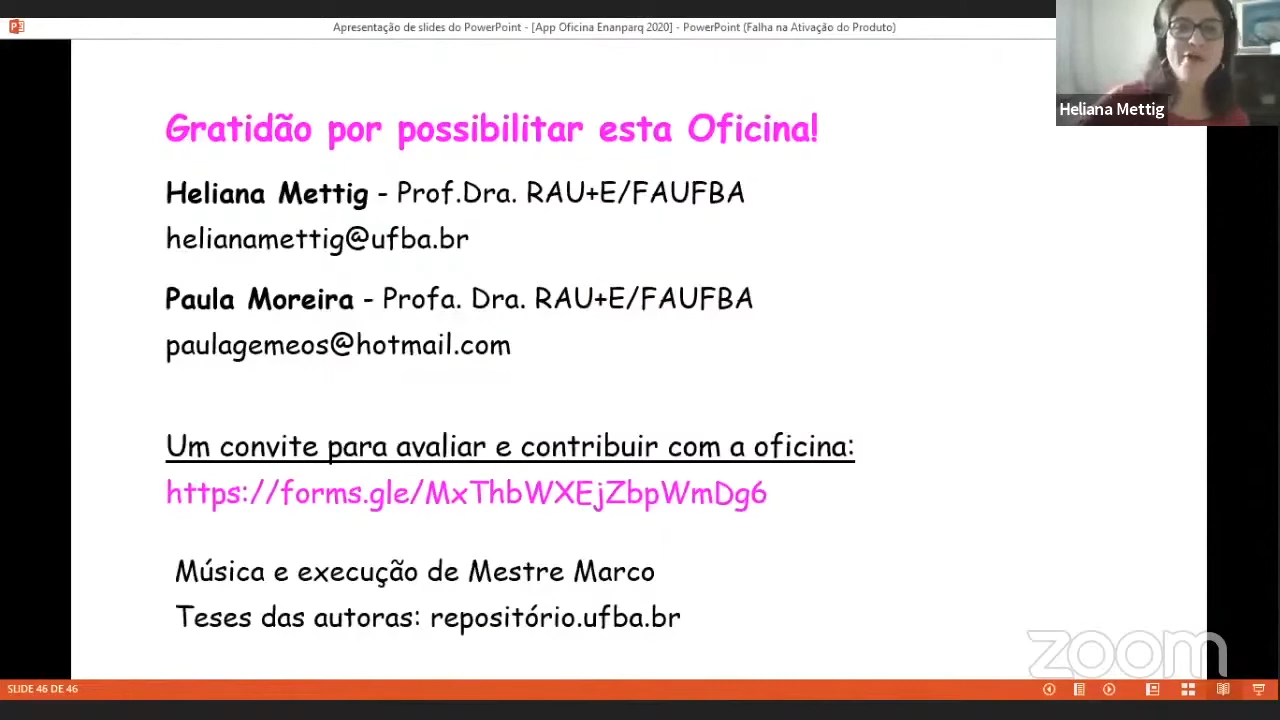 Apresentação de slides do PowerPoint - [App Oficina Enanparq 2020] - PowerPoint (Falha na Ativação do Produto)
Heliana Mettig
Gratidão por possibilitar esta Oficina!
Heliana Mettig - Prof.Dra. RAU+E/FAUFBA
helianamettig@ufba.br
Paula Moreira - Profa. Dra. RAU+E/FAUFBA
paulagemeos@hotmail.com
Um convite para avaliar e contribuir com a oficina:
https://forms.gle/MxThbWXEjZbpWmDg6
Música e execução de Mestre Marco
Teses das autoras: repositório.ufba.br
zoom
SLIDE 46 DE 46